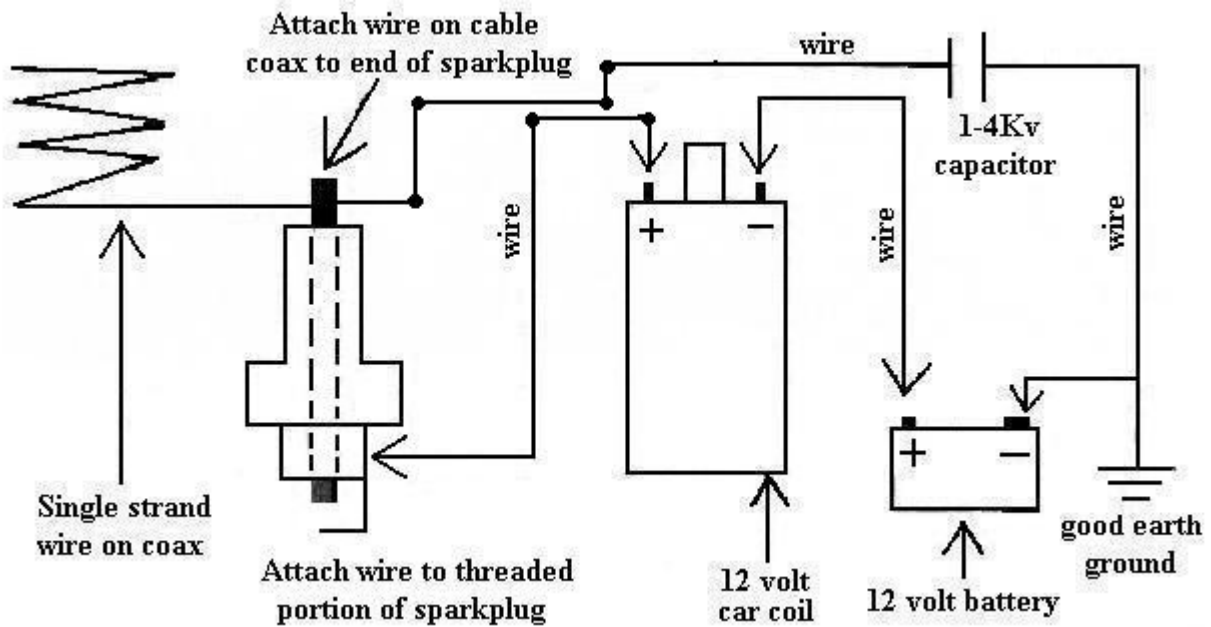 Attach wire on cable
coax to end of sparkplug
wire
1-4Kv
capacitor
wire
+
−
wire
wire
+
−
Single strand
wire on coax
Attach wire to threaded
portion of sparkplug
12 volt
car coil
12 volt battery
good earth
ground